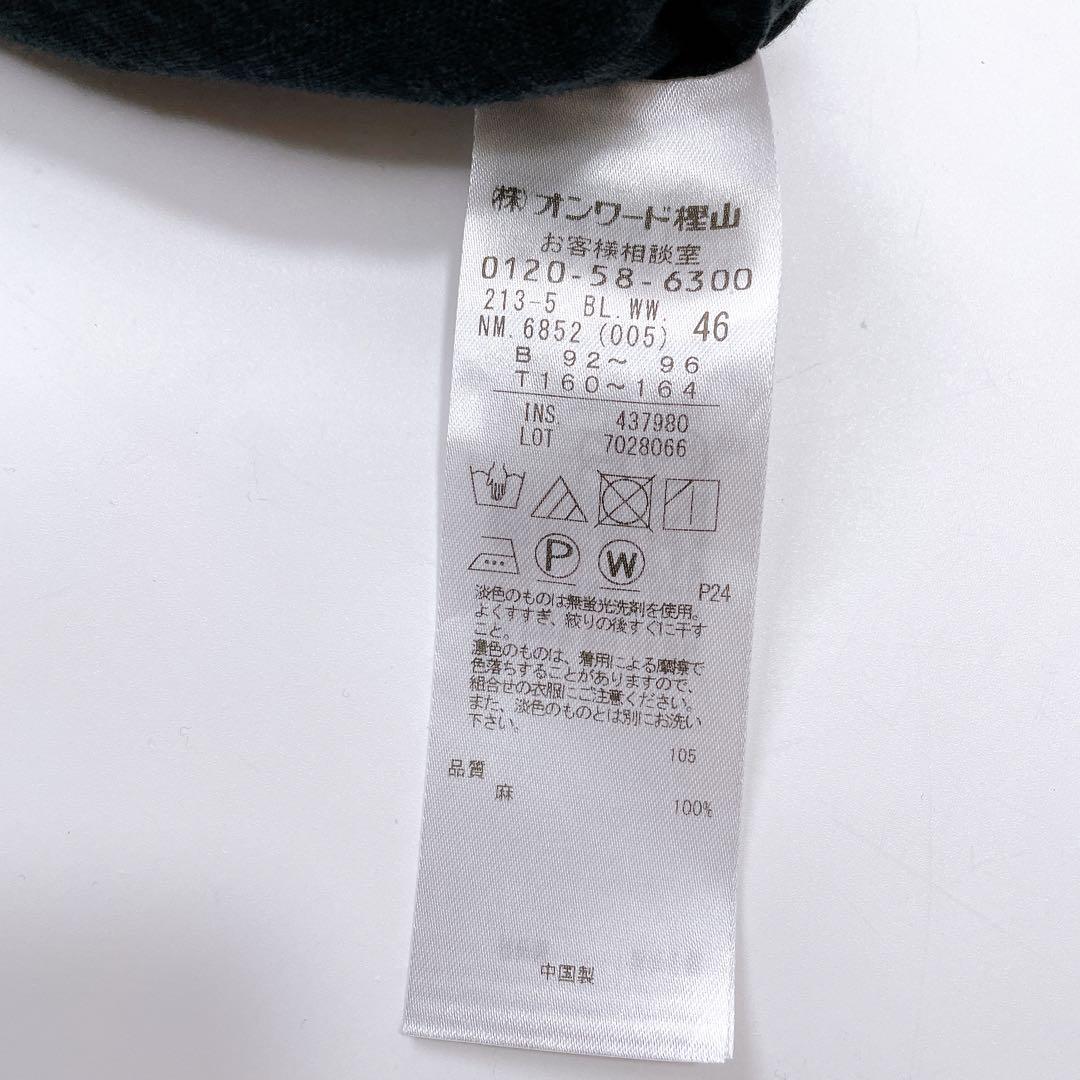 ㈱オンワード樫山
お客様相談室
0120-58-6300
213-5 BL.WW. 46
NM.6852 (005)
B 92～ 96
T160～164
INS. 437980
LOT 7028066
P W
P24
淡色のものは無蛍光洗剤を使用。
よくすすぎ、絞りの後すぐに干す
こと。
濃色のものは、着用による摩擦で
色落ちすることがありますので、
組合せの衣服にご注意ください。
また、淡色のものとは別にお洗い
下さい。
105
品質
麻 100%
中国製